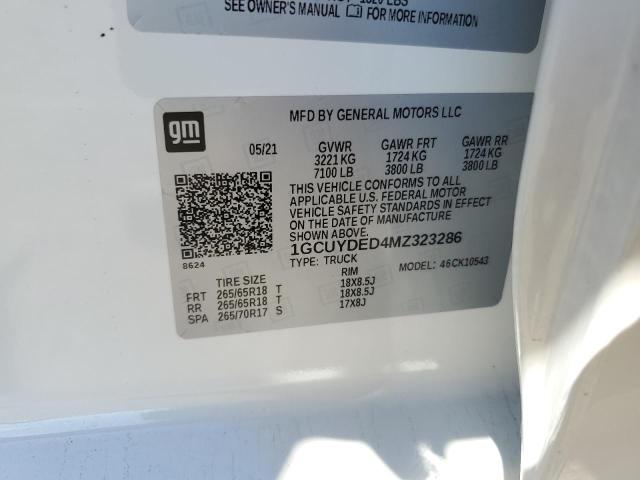 1520 LBS
SEE OWNER'S MANUAL FOR MORE INFORMATION
gm
MFD BY GENERAL MOTORS LLC
05/21 GVWR GAWR FRT GAWR RR
3221 KG 1724 KG 1724 KG
7100 LB 3800 LB 3800 LB
THIS VEHICLE CONFORMS TO ALL
APPLICABLE U.S. FEDERAL MOTOR
VEHICLE SAFETY STANDARDS IN EFFECT
ON THE DATE OF MANUFACTURE SHOWN ABOVE.
1GCUYDED4MZ323286
8624
TYPE: TRUCK MODEL: 46CK10543
TIRE SIZE RIM
FRT 265/65R18 T 18X8.5J
RR 265/65R18 T 18X8.5J
SPA 265/70R17 S 17X8J